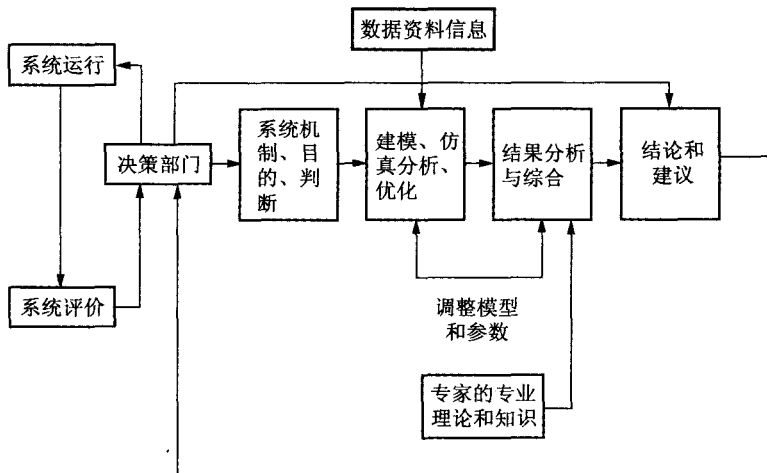 数据资料信息
系统运行
决策部门
系统机
制、目
的、判
断
建模、仿
真分析、
优化
结果分析
与综合
结论和
建议
系统评价
调整模型
和参数
专家的专业
理论和知识